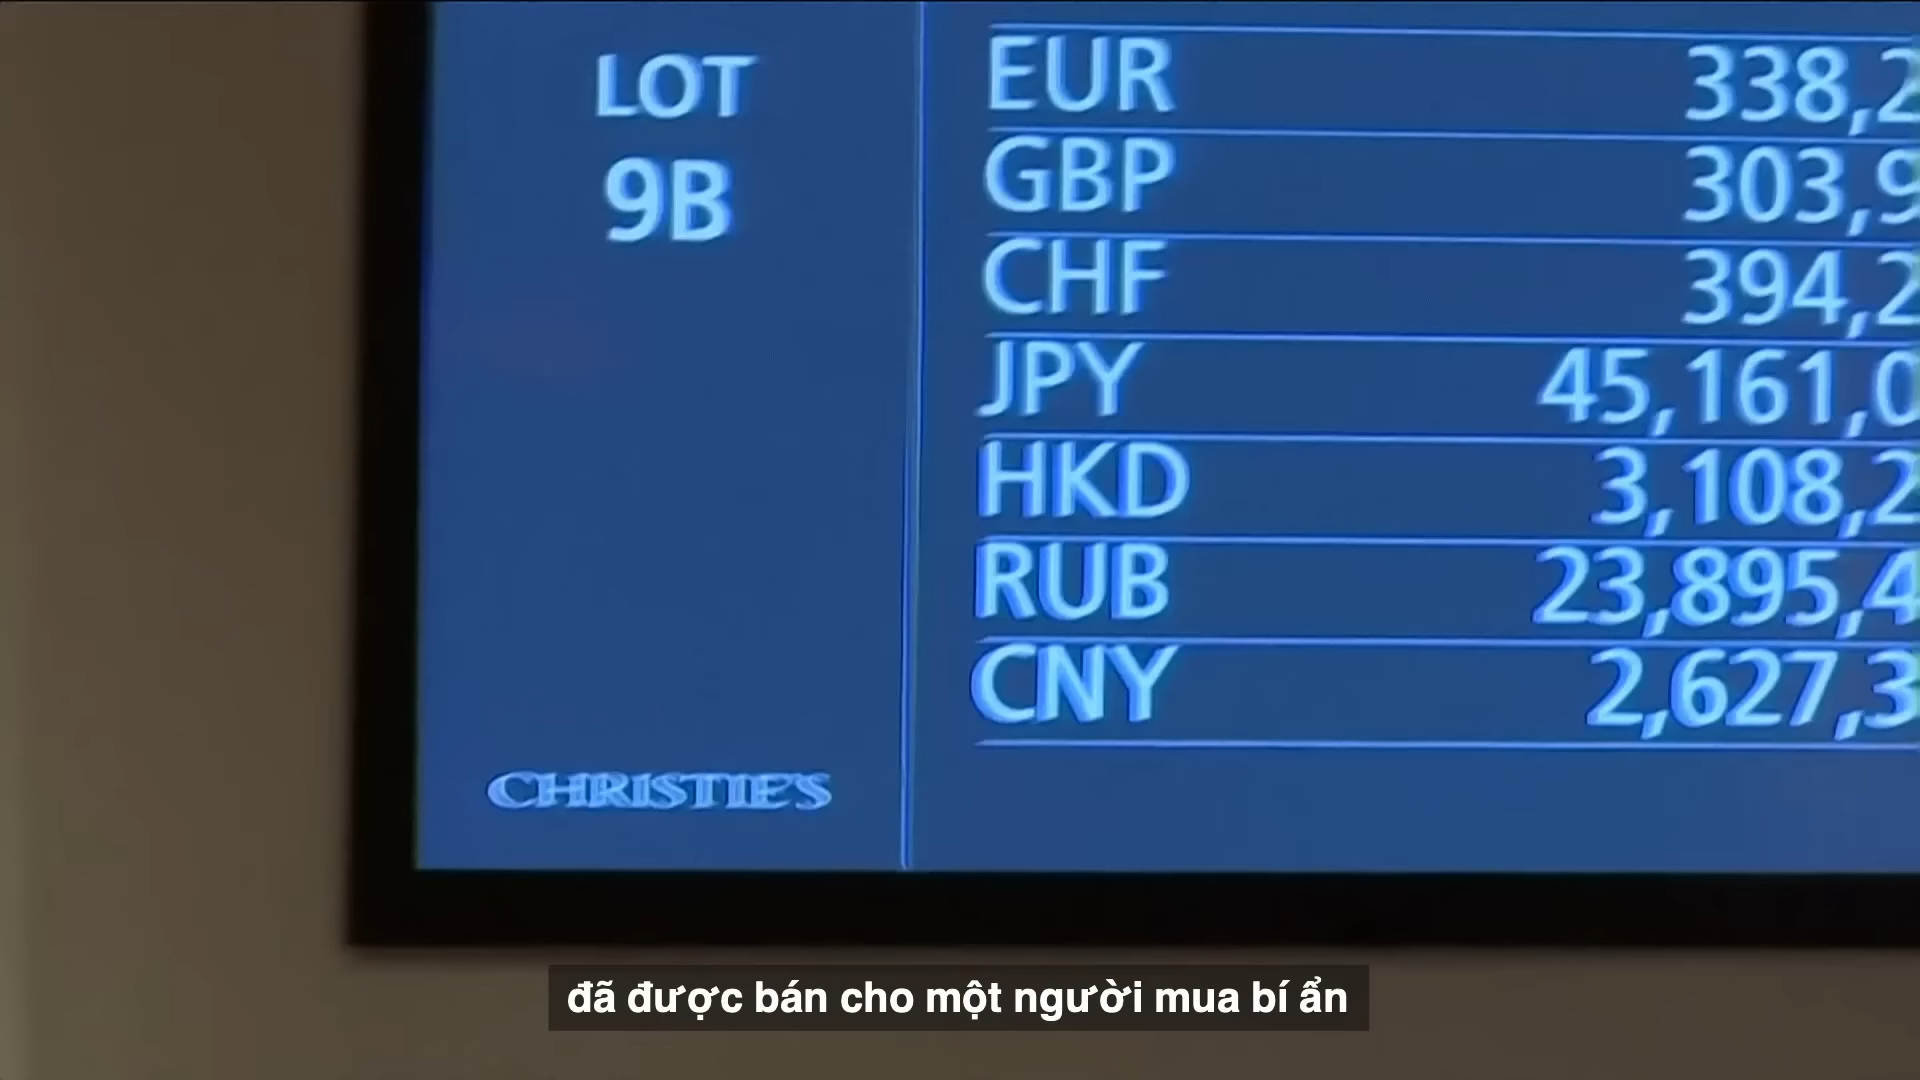 LOT
9B
EUR 338,2
GBP 303,9
CHF 394,2
JPY 45,161,0
HKD 3,108,2
RUB 23,895,4
CNY 2,627,3
CHRISTIE'S
đã được bán cho một người mua bí ẩn